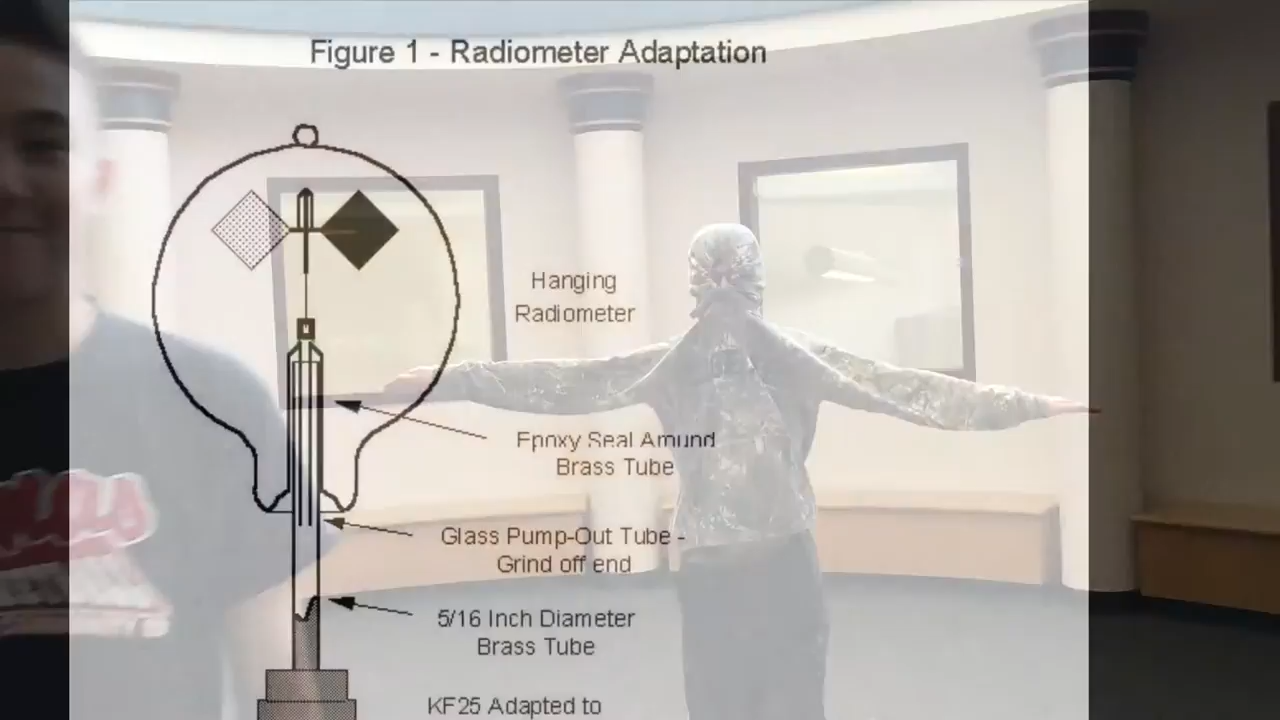 Figure 1 - Radiometer Adaptation
Hanging
Radiometer
Epoxy Seal Around
Brass Tube
Glass Pump-Out Tube -
Grind off end
5/16 Inch Diameter
Brass Tube
KF25 Adapted to